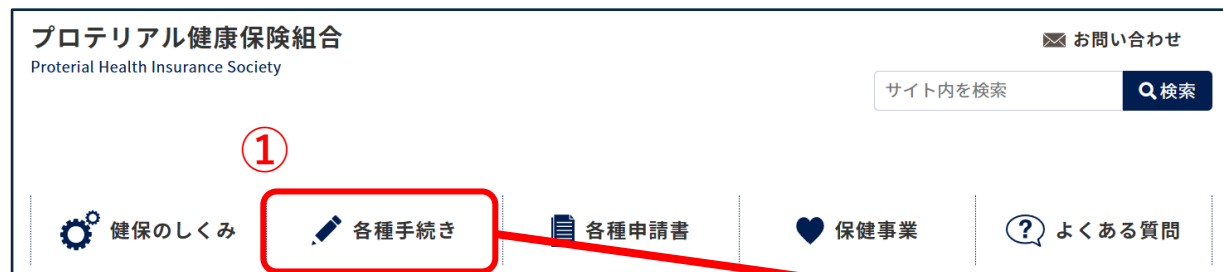 プロテリアル健康保険組合
Proterial Health Insurance Society
お問い合わせ
サイト内を検索
検索
①
健保のしくみ
各種手続き
各種申請書
保健事業
? よくある質問